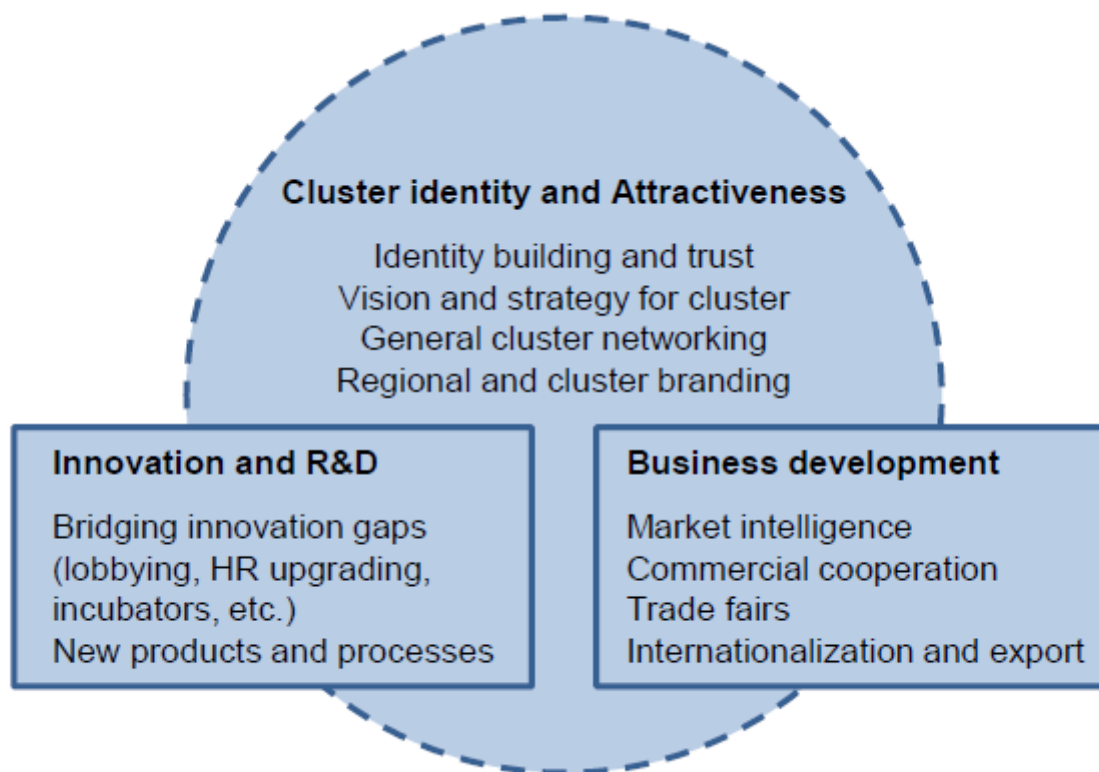 Cluster identity and Attractiveness
Identity building and trust
Vision and strategy for cluster
General cluster networking
Regional and cluster branding
Innovation and R&D
Bridging innovation gaps
(lobbying, HR upgrading,
incubators, etc.)
New products and processes
Business development
Market intelligence
Commercial cooperation
Trade fairs
Internationalization and export